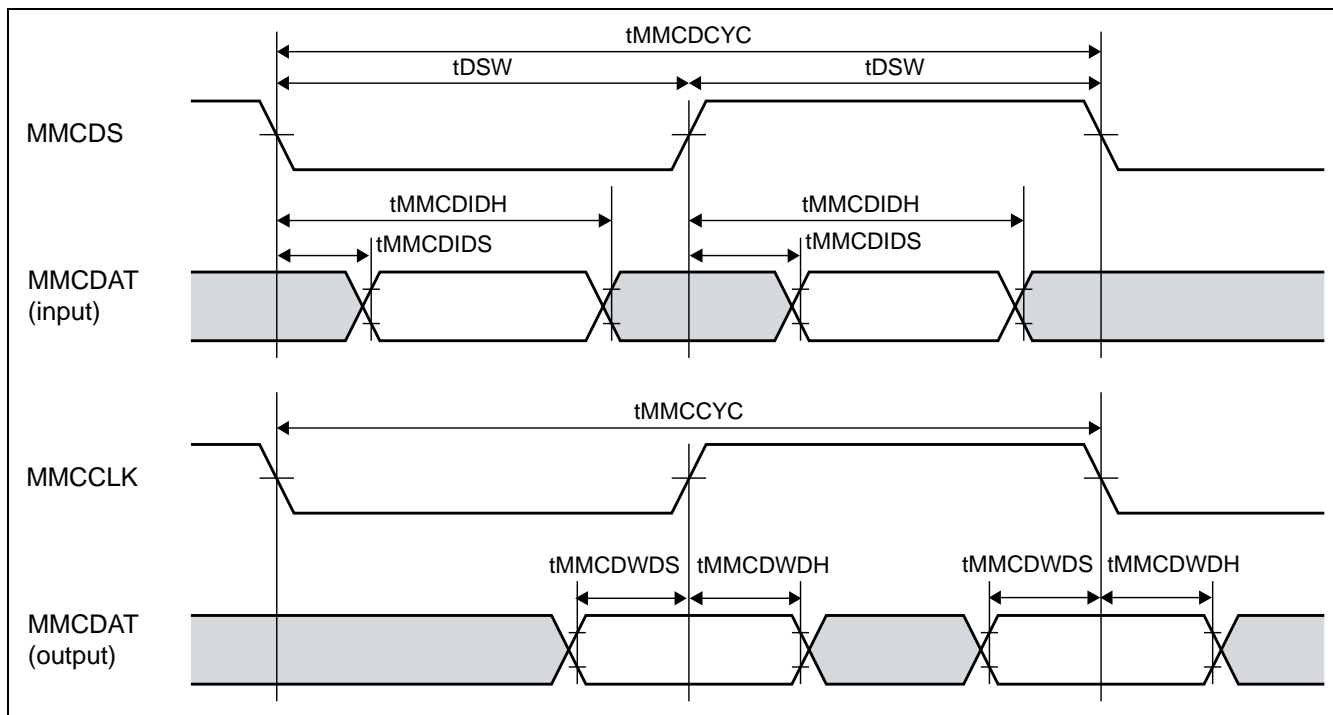 tMMCDCYC
tDSW tDSW
MMCDS
tMMCDIDH tMMCDIDH
tMMCDIDS tMMCDIDS
MMCDAT
(input)
tMMCCYC
MMCCLK
tMMCDWDS tMMCDWDH tMMCDWDS tMMCDWDH
MMCDAT
(output)